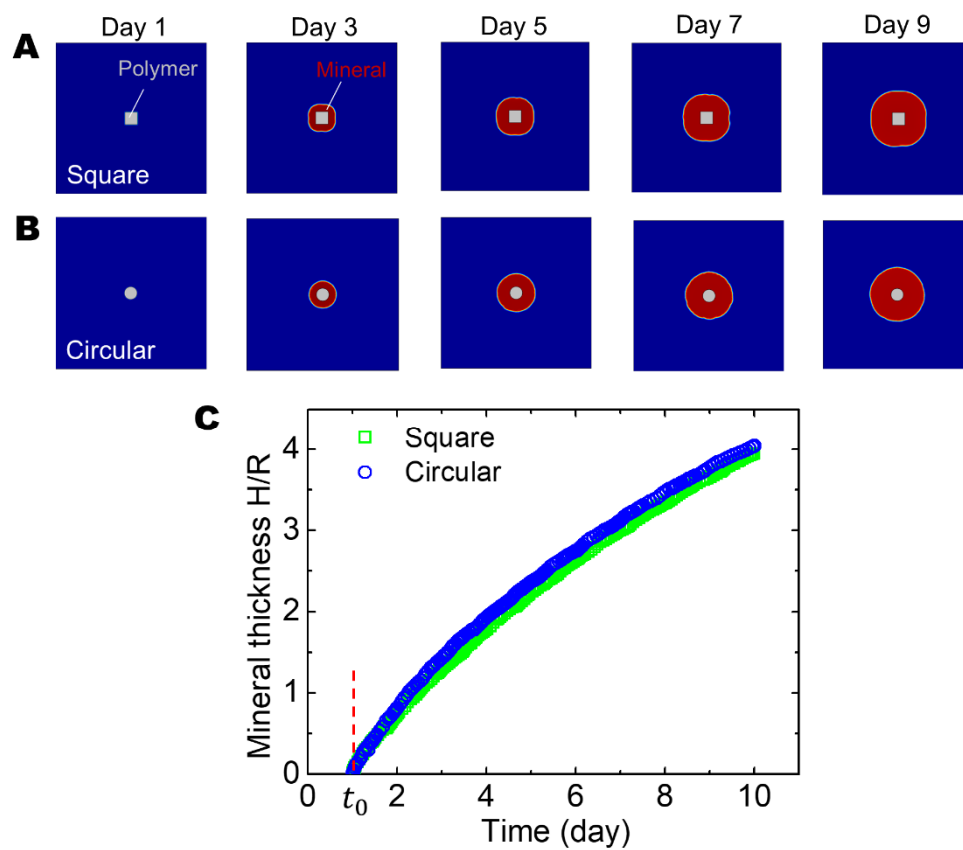 A
Day 1
Day 3
Day 5
Day 7
Day 9
Polymer
Mineral
Square
B
Circular
C
Square
Circular
Mineral thickness H/R
4
3
2
1
0
0
t₀
2
4
6
8
10
Time (day)